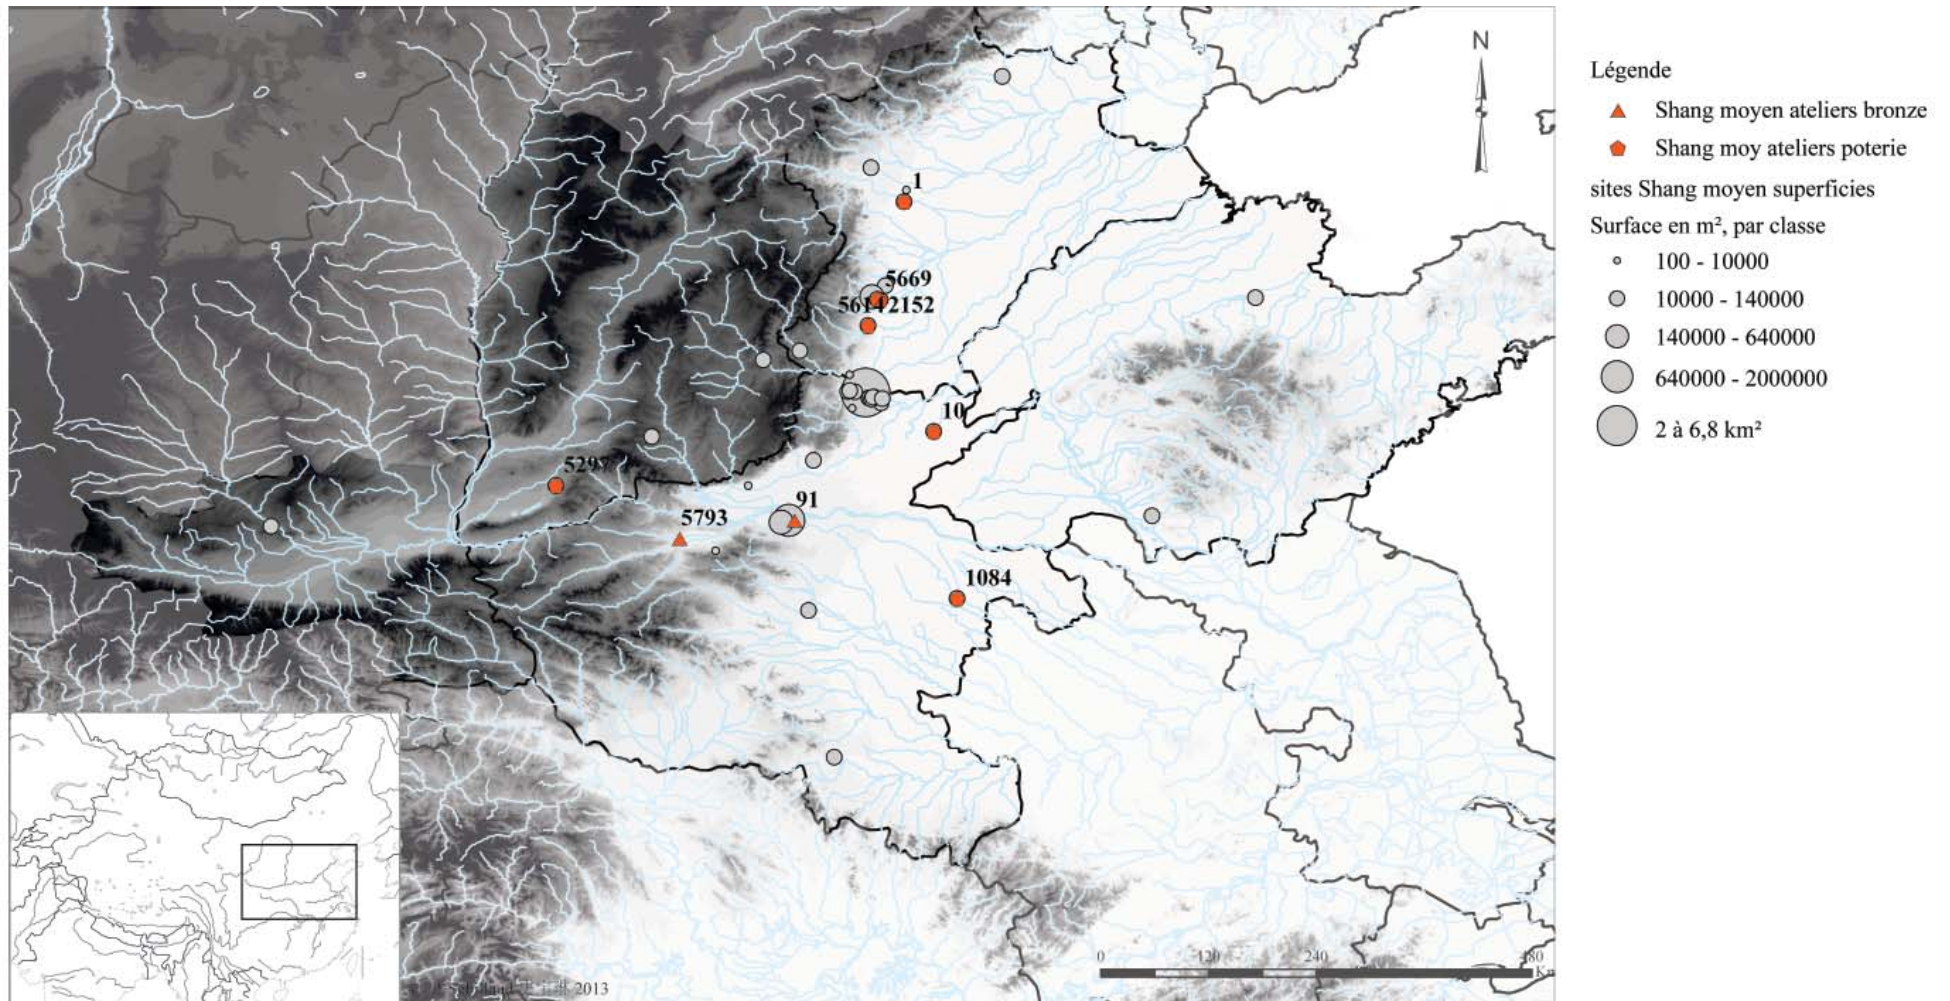 N
Légende
Shang moyen ateliers bronze
Shang moy ateliers poterie
sites Shang moyen superficies
Surface en m², par classe
100 - 10000
10000 - 140000
140000 - 640000
640000 - 2000000
2 à 6,8 km²
1
5669
5614
2152
10
5297
91
5793
1084
0
120
240
2013